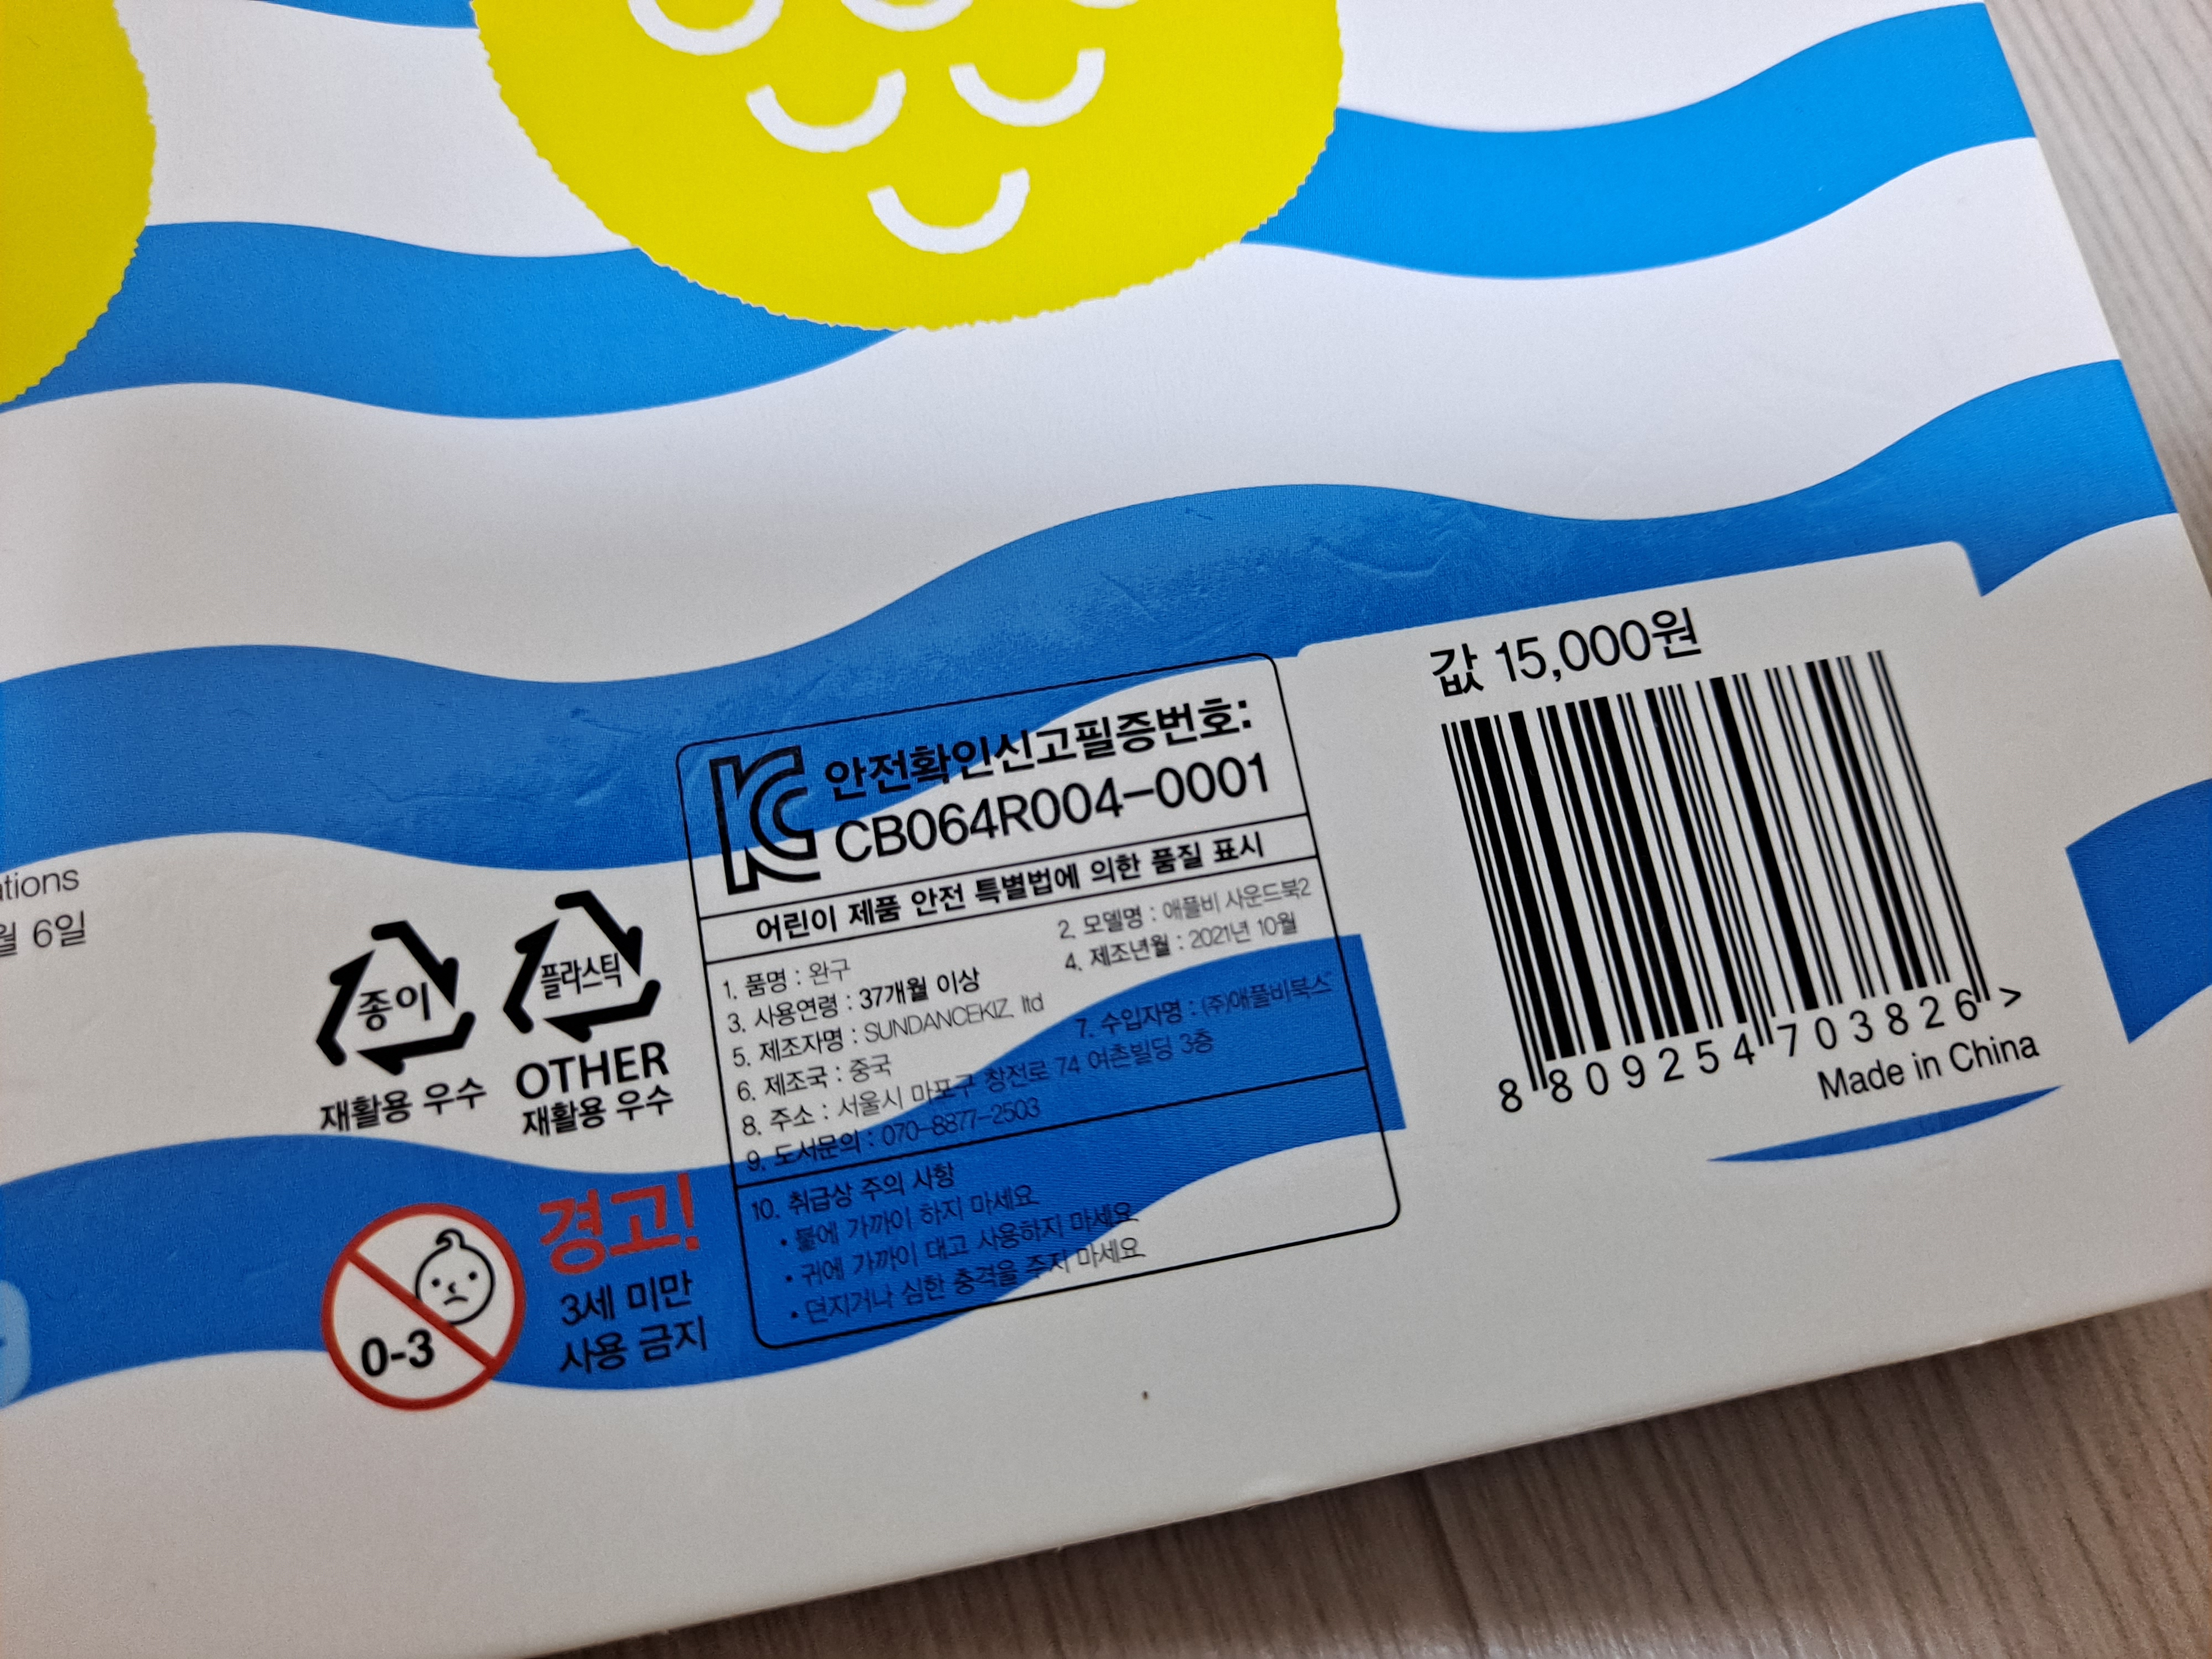 ations
월 6일
종이
재활용 우수
플라스틱
OTHER
재활용 우수
0-3
경고!
3세 미만
사용 금지
안전확인신고필증번호:
CB064R004-0001
어린이 제품 안전 특별법에 의한 품질 표시
1. 품명 : 완구
2. 모델명 : 애플비 사운드북2
3. 사용연령 : 37개월 이상
4. 제조년월 : 2021년 10월
5. 제조자명 : SUNDANCEKIZ. ltd
6. 제조국 : 중국
7. 수입자명 : (주)애플비북스
8. 주소 : 서울시 마포구 창전로 74 여촌빌딩 3층
9. 도서문의 : 070-8877-2503
10. 취급상 주의 사항
• 불에 가까이 하지 마세요.
• 귀에 가까이 대고 사용하지 마세요.
• 던지거나 심한 충격을 주지 마세요.
값 15,000원
8 809254 703826 >
Made in China